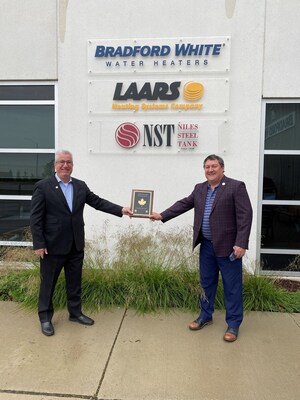 BRADFORD WHITE®
WATER HEATERS
LAARS
Heating Systems Company
NST NILES
STEEL
TANK